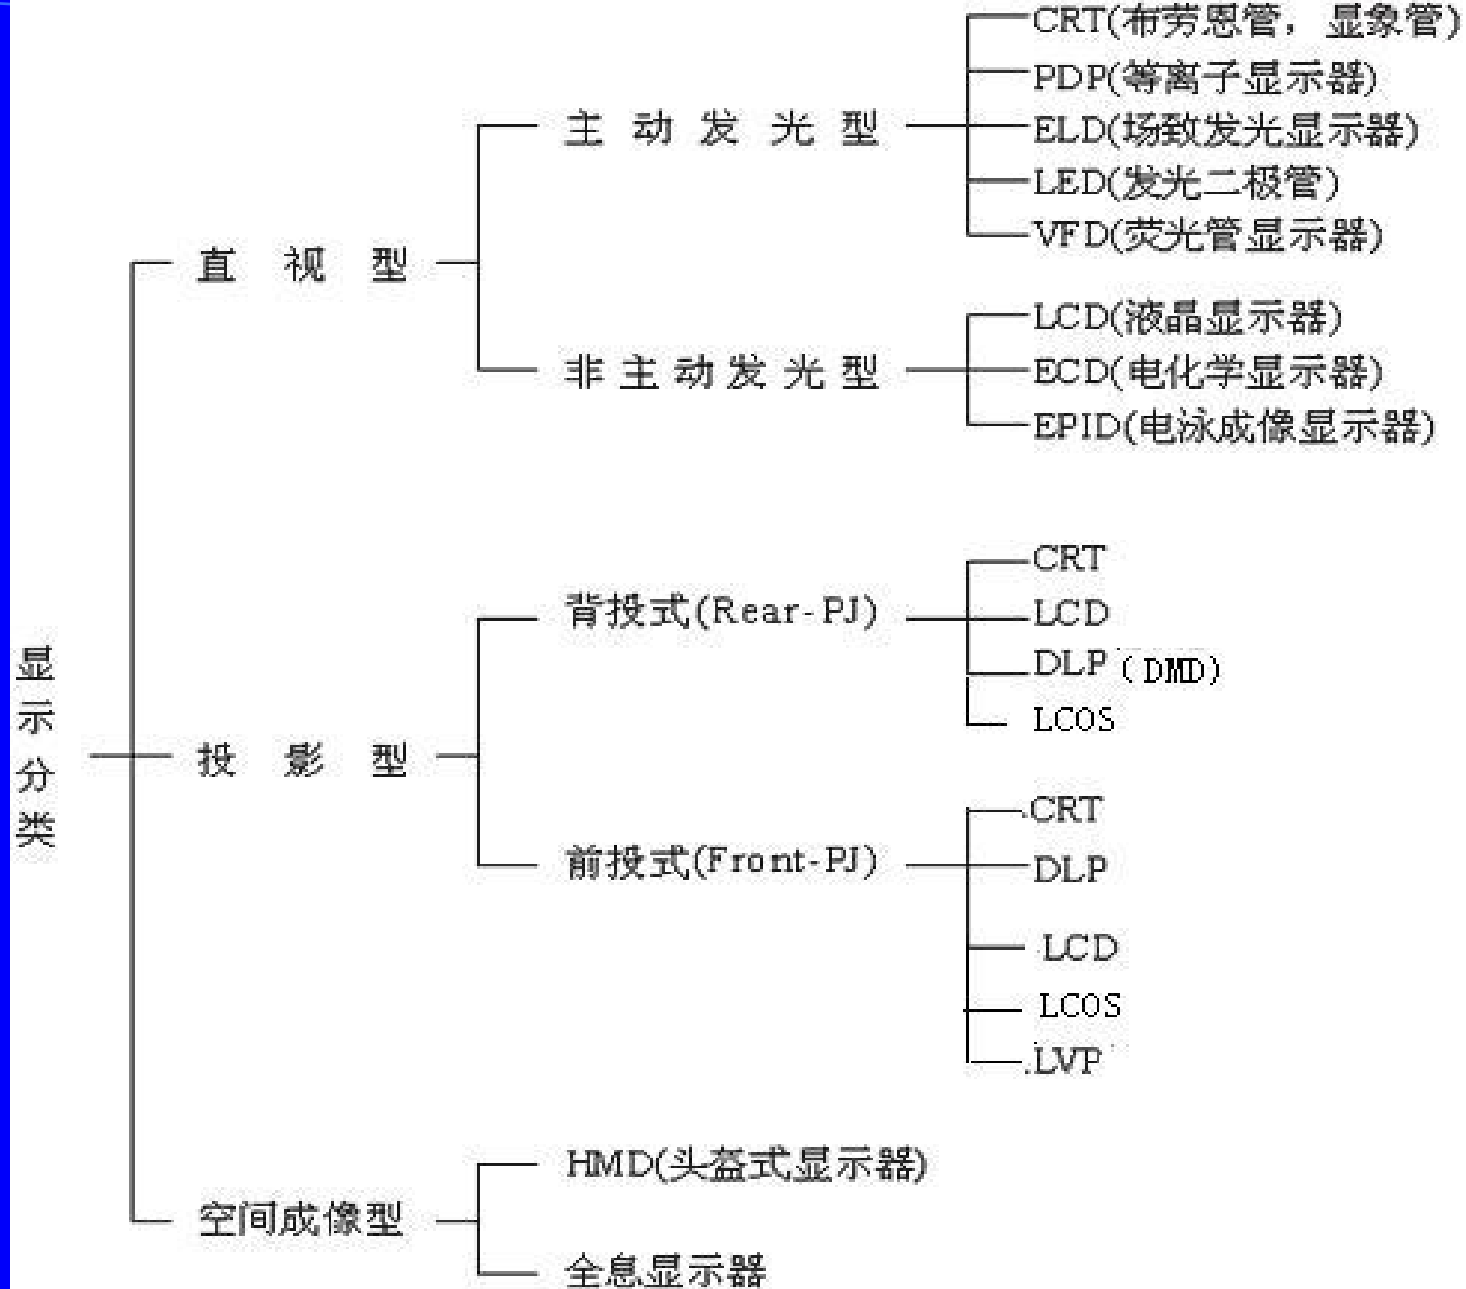 显示分类
直视型
主动发光型
CRT(布劳恩管，显象管)
PDP(等离子显示器)
ELD(场致发光显示器)
LED(发光二极管)
VFD(荧光管显示器)
非主动发光型
LCD(液晶显示器)
ECD(电化学显示器)
EPID(电泳成像显示器)
投影型
背投式(Rear-PJ)
CRT
LCD
DLP（DMD）
LCOS
前投式(Front-PJ)
CRT
DLP
LCD
LCOS
LVP
空间成像型
HMD(头盔式显示器)
全息显示器